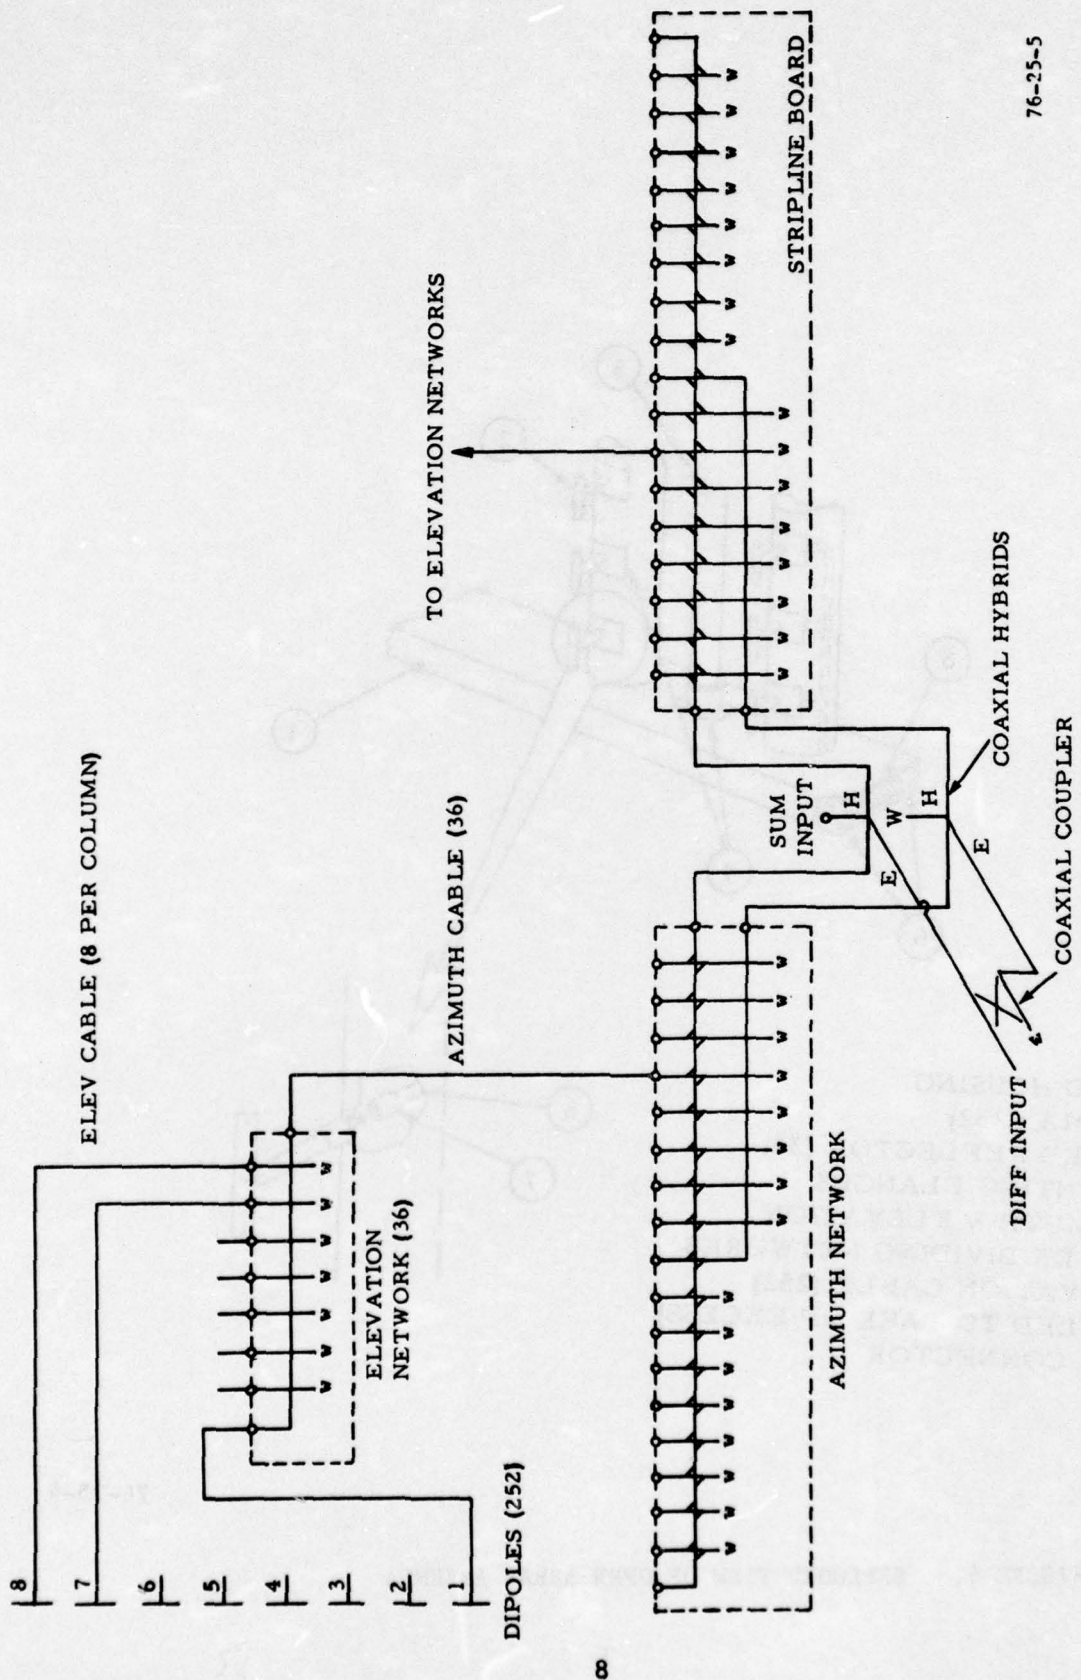 8
7
6
5
4
3
2
1
DIPOLES (252)
ELEV CABLE (8 PER COLUMN)
W W W W W W W
ELEVATION
NETWORK (36)
AZIMUTH CABLE (36)
TO ELEVATION NETWORKS
W W W W W W W W
W W W W W W W W
AZIMUTH NETWORK
W W W W W W W W
W W W W W W W W
STRIPLINE BOARD
SUM
INPUT
H
E
W
H
E
DIFF INPUT
COAXIAL HYBRIDS
COAXIAL COUPLER
76-25-5
8